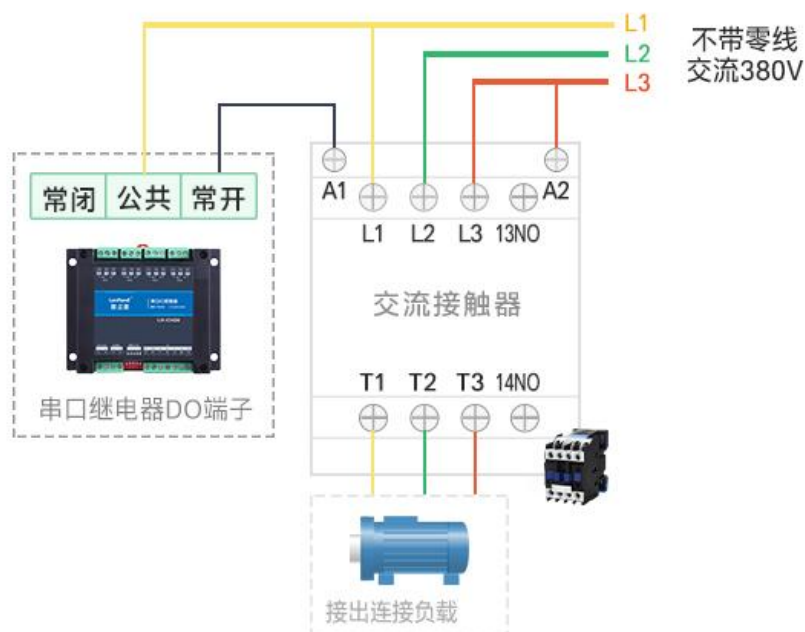 L1
L2
L3
不带零线
交流380V
常闭 公共 常开
串口继电器DO端子
A1
A2
L1 L2 L3 13NO
交流接触器
T1 T2 T3 14NO
接出连接负载